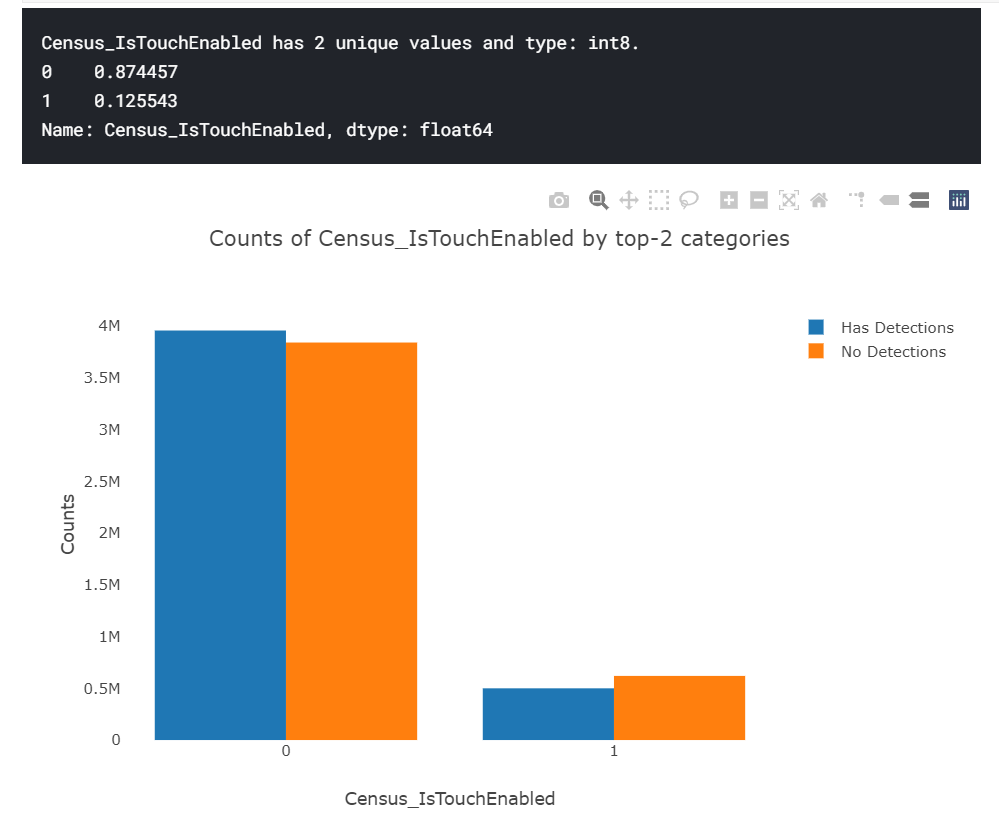 Census_IsTouchEnabled has 2 unique values and type: int8.
0    0.874457
1    0.125543
Name: Census_IsTouchEnabled, dtype: float64
Counts of Census_IsTouchEnabled by top-2 categories
Has Detections
No Detections
4M
3.5M
3M
2.5M
2M
1.5M
1M
0.5M
0
Counts
0
1
Census_IsTouchEnabled